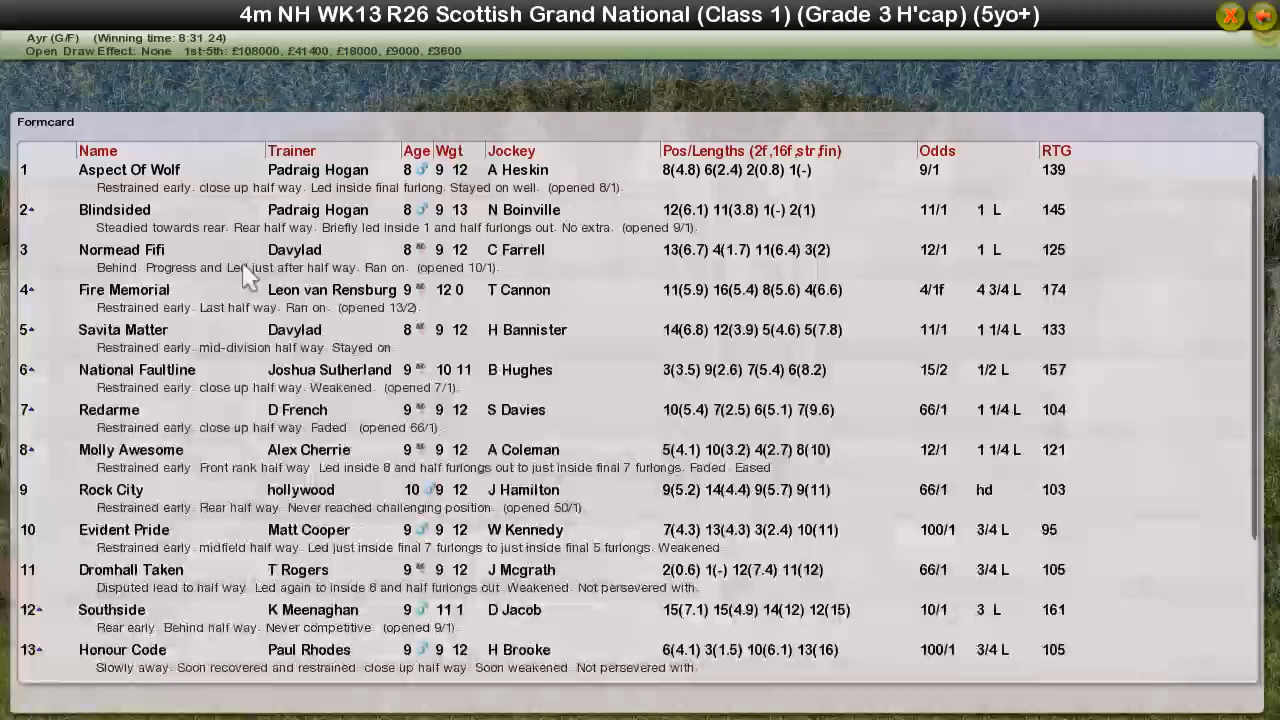 4m NH WK13 R26 Scottish Grand National (Class 1) (Grade 3 H'cap) (5yo+)
Ayr (G/F) (Winning time: 8:31.24)
Open Draw Effect: None 1st-5th: £108000, £41400, £18000, £9000, £3600
Formcard
Name Trainer Age Wgt Jockey Pos/Lengths (2f,16f,str,fin) Odds RTG
1 Aspect Of Wolf Padraig Hogan 8 9 12 A Heskin 8(4.8) 6(2.4) 2(0.8) 1(-) 9/1 139
Restrained early. close up half way. Led inside final furlong. Stayed on well. (opened 8/1).
2 Blindsided Padraig Hogan 8 9 13 N Boinville 12(6.1) 11(3.8) 1(-) 2(1) 11/1 1 L 145
Steadied towards rear. Rear half way. Briefly led inside 1 and half furlongs out. No extra. (opened 9/1).
3 Normead Fifi Davylad 8 9 12 C Farrell 13(6.7) 4(1.7) 11(6.4) 3(2) 12/1 1 L 125
Behind. Progress and Led just after half way. Ran on. (opened 10/1).
4 Fire Memorial Leon van Rensburg 9 12 0 T Cannon 11(5.9) 16(5.4) 8(5.6) 4(6.6) 4/1f 4 3/4 L 174
Restrained early. Last half way. Ran on. (opened 13/2).
5 Savita Matter Davylad 8 9 12 H Bannister 14(6.8) 12(3.9) 5(4.6) 5(7.8) 11/1 1 1/4 L 133
Restrained early. mid-division half way. Stayed on.
6 National Faultline Joshua Sutherland 9 10 11 B Hughes 3(3.5) 9(2.6) 7(5.4) 6(8.2) 15/2 1/2 L 157
Restrained early. close up half way. Weakened. (opened 7/1).
7 Redarme D French 9 9 12 S Davies 10(5.4) 7(2.5) 6(5.1) 7(9.6) 66/1 1 1/4 L 104
Restrained early. close up half way. Faded. (opened 66/1).
8 Molly Awesome Alex Cherrie 9 9 12 A Coleman 5(4.1) 10(3.2) 4(2.7) 8(10) 12/1 1 1/4 L 121
Restrained early. Front rank half way. Led inside 8 and half furlongs out to just inside final 7 furlongs. Faded. Eased.
9 Rock City hollywood 10 9 12 J Hamilton 9(5.2) 14(4.4) 9(5.7) 9(11) 66/1 hd 103
Restrained early. Rear half way. Never reached challenging position. (opened 50/1).
10 Evident Pride Matt Cooper 9 9 12 W Kennedy 7(4.3) 13(4.3) 3(2.4) 10(11) 100/1 3/4 L 95
Restrained early. midfield half way. Led just inside final 7 furlongs to just inside final 5 furlongs. Weakened.
11 Dromhall Taken T Rogers 9 9 12 J Mcgrath 2(0.6) 1(-) 12(7.4) 11(12) 66/1 3/4 L 105
Disputed lead to half way. Led again to inside 8 and half furlongs out. Weakened. Not persevered with.
12 Southside K Meenaghan 9 11 1 D Jacob 15(7.1) 15(4.9) 14(12) 12(15) 10/1 3 L 161
Rear early. Behind half way. Never competitive. (opened 9/1).
13 Honour Code Paul Rhodes 9 9 12 H Brooke 6(4.1) 3(1.5) 10(6.1) 13(16) 100/1 3/4 L 105
Slowly away. Soon recovered and restrained. close up half way. Soon weakened. Not persevered with.